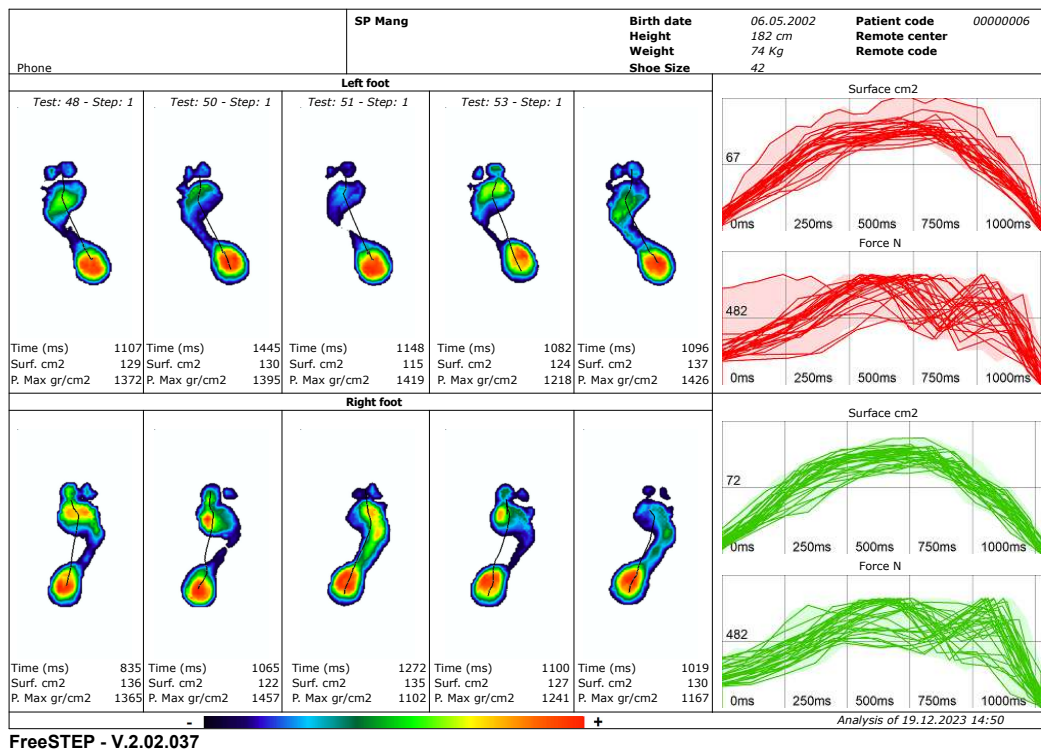 SP Mang
Birth date 06.05.2002 Patient code 00000006
Height 182 cm Remote center
Weight 74 Kg Remote code
Phone Shoe Size 42
Left foot
Test: 48 - Step: 1 Test: 50 - Step: 1 Test: 51 - Step: 1 Test: 53 - Step: 1
Time (ms) 1107 Time (ms) 1445 Time (ms) 1148 Time (ms) 1082 Time (ms) 1096
Surf. cm2 129 Surf. cm2 130 Surf. cm2 115 Surf. cm2 124 Surf. cm2 137
P. Max gr/cm2 1372 P. Max gr/cm2 1395 P. Max gr/cm2 1419 P. Max gr/cm2 1218 P. Max gr/cm2 1426
Surface cm2
67
0ms 250ms 500ms 750ms 1000ms
Force N
482
0ms 250ms 500ms 750ms 1000ms
Right foot
Time (ms) 835 Time (ms) 1065 Time (ms) 1272 Time (ms) 1100 Time (ms) 1019
Surf. cm2 136 Surf. cm2 122 Surf. cm2 135 Surf. cm2 127 Surf. cm2 130
P. Max gr/cm2 1365 P. Max gr/cm2 1457 P. Max gr/cm2 1102 P. Max gr/cm2 1241 P. Max gr/cm2 1167
Surface cm2
72
0ms 250ms 500ms 750ms 1000ms
Force N
482
0ms 250ms 500ms 750ms 1000ms
- +
Analysis of 19.12.2023 14:50
FreeSTEP - V.2.02.037